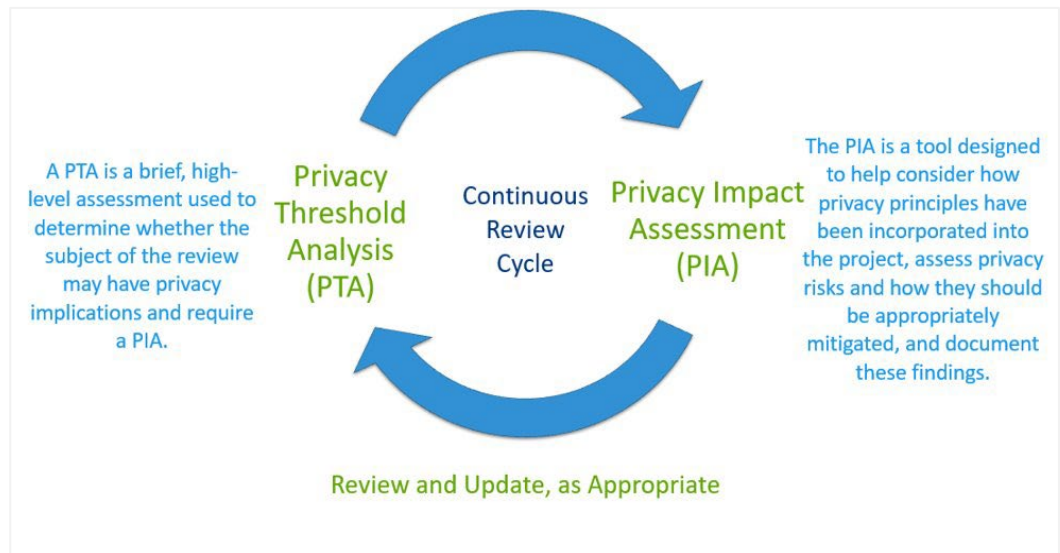 A PTA is a brief, high-
level assessment used to
determine whether the
subject of the review
may have privacy
implications and require
a PIA.
Privacy
Threshold
Analysis
(PTA)
Continuous
Review
Cycle
Privacy Impact
Assessment
(PIA)
The PIA is a tool designed
to help consider how
privacy principles have
been incorporated into
the project, assess privacy
risks and how they should
be appropriately
mitigated, and document
these findings.
Review and Update, as Appropriate